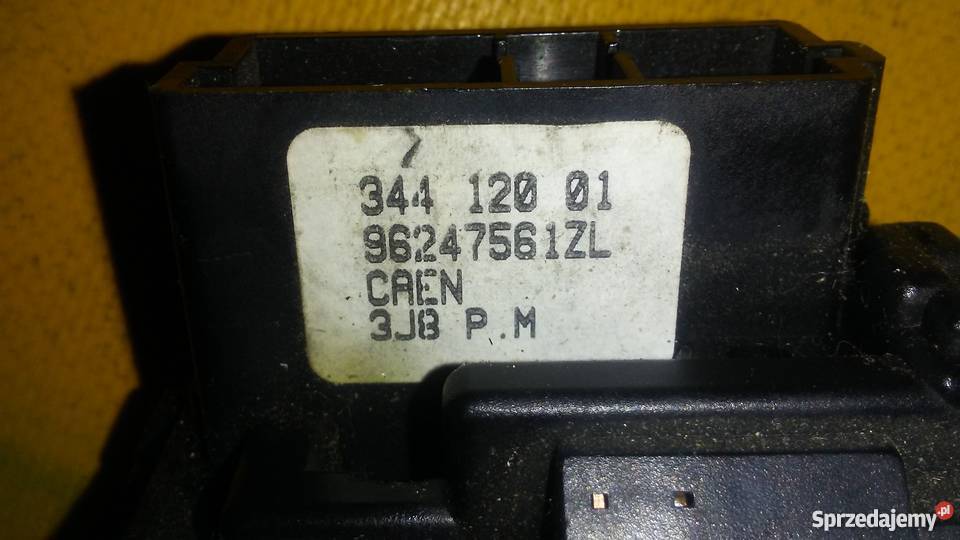 344 120 01
96247561ZL
CAEN
3J8 P.M
Sprzedajemy.pl